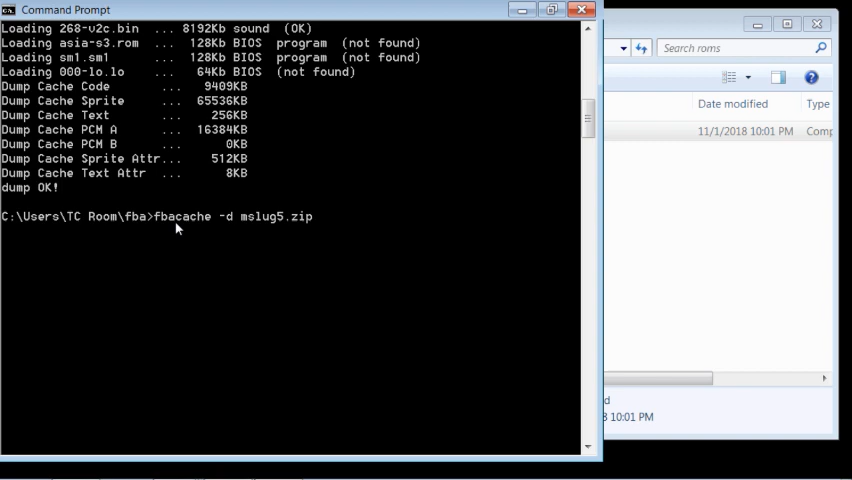 Command Prompt
Loading 268-v2c.bin ... 8192Kb sound (OK)
Loading asia-s3.rom ... 128Kb BIOS program (not found)
Loading sm1.sm1 ... 128Kb BIOS program (not found)
Loading 000-lo.lo ... 64Kb BIOS (not found)
Dump Cache Code ... 9409KB
Dump Cache Sprite ... 65536KB
Dump Cache Text ... 256KB
Dump Cache PCM A ... 16384KB
Dump Cache PCM B ... 0KB
Dump Cache Sprite Attr... 512KB
Dump Cache Text Attr ... 8KB
dump OK!
C:\Users\TC Room\fba>fbacache -d mslug5.zip
Search roms
Date modified Type
11/1/2018 10:01 PM Comp
d
8 10:01 PM